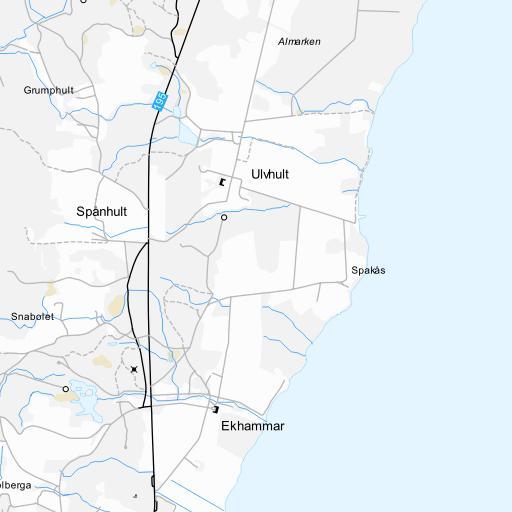 Almarken
Grumphult
195
Ulvhult
Spånhult
Spakås
Snabolet
Ekhammar
olberga